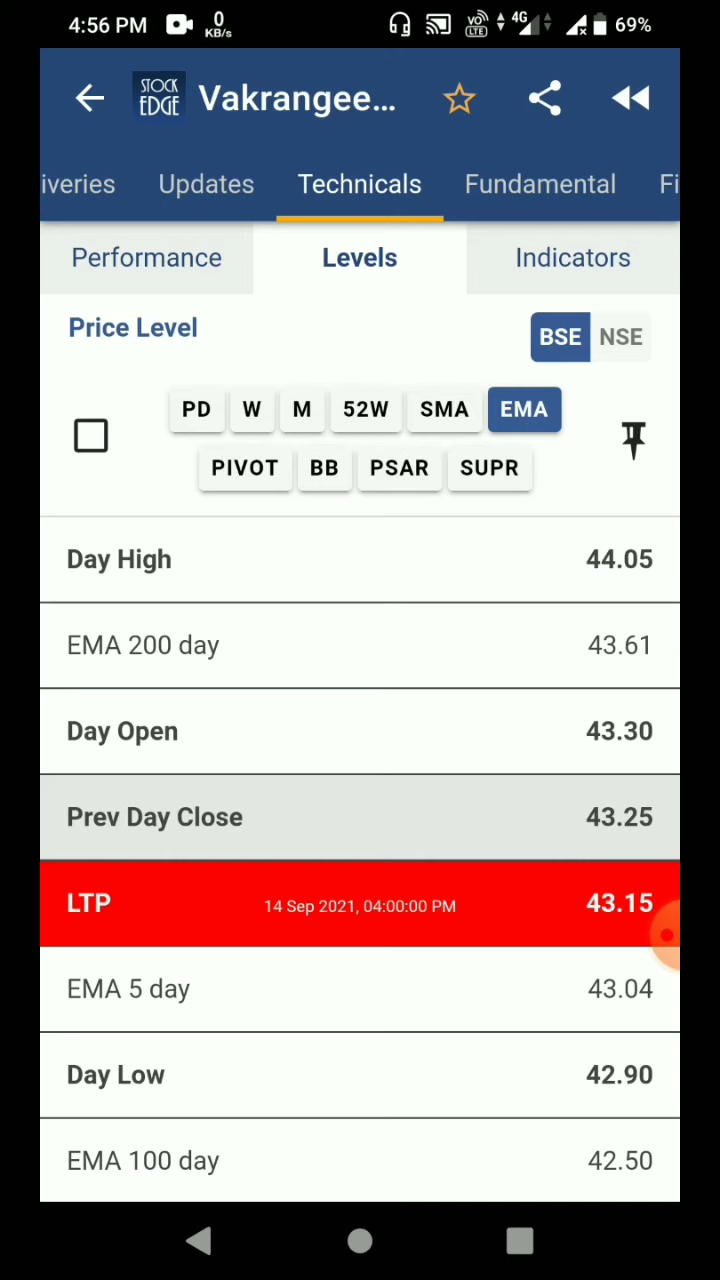 4:56 PM 0 KB/s VO LTE 4G 69%
STOCK EDGE Vakrangee...
iveries Updates Technicals Fundamental Fi
Performance Levels Indicators
Price Level BSE NSE
PD W M 52W SMA EMA
PIVOT BB PSAR SUPR
Day High 44.05
EMA 200 day 43.61
Day Open 43.30
Prev Day Close 43.25
LTP 14 Sep 2021, 04:00:00 PM 43.15
EMA 5 day 43.04
Day Low 42.90
EMA 100 day 42.50